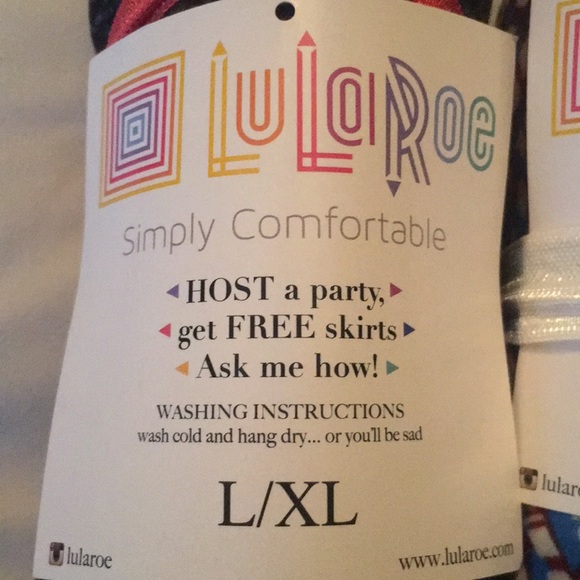 LuLaRoe
Simply Comfortable
HOST a party,
get FREE skirts
Ask me how!
WASHING INSTRUCTIONS
wash cold and hang dry... or you'll be sad
L/XL
lularoe
www.lularoe.com